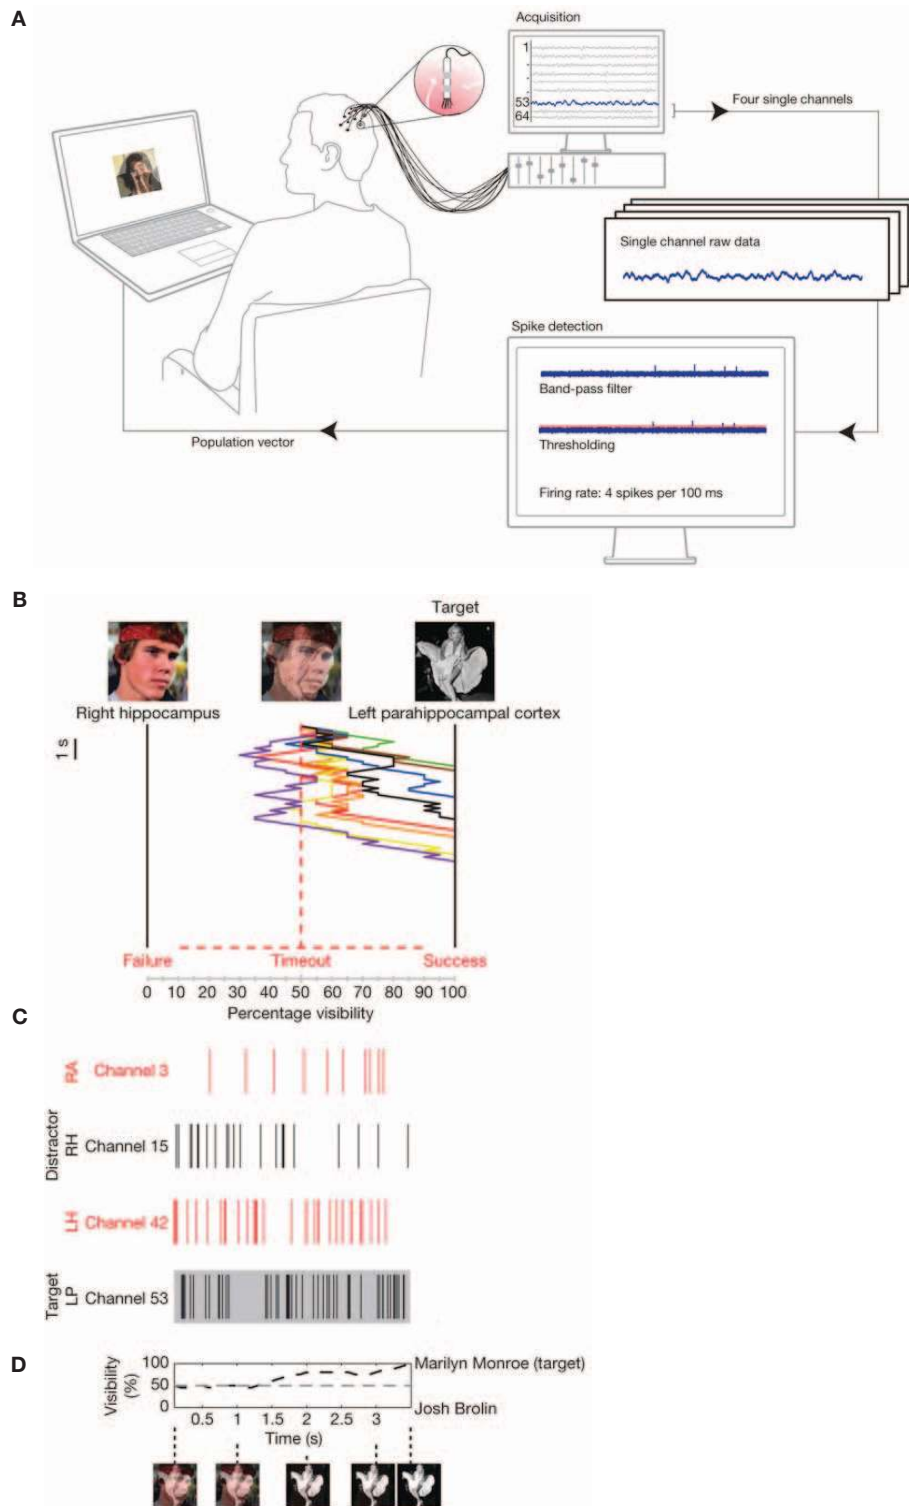 A
Acquisition
1
53
64
Four single channels
Single channel raw data
Spike detection
Band-pass filter
Thresholding
Firing rate: 4 spikes per 100 ms
Population vector
B
Target
Right hippocampus
Left parahippocampal cortex
1 s
Failure
Timeout
Success
0 10 20 30 40 50 60 70 80 90 100
Percentage visibility
C
RA
Channel 3
Distractor
RH
Channel 15
LH
Channel 42
Target
LP
Channel 53
D
Visibility
(%)
100
50
0
Marilyn Monroe (target)
Josh Brolin
0.5 1 1.5 2 2.5 3
Time (s)